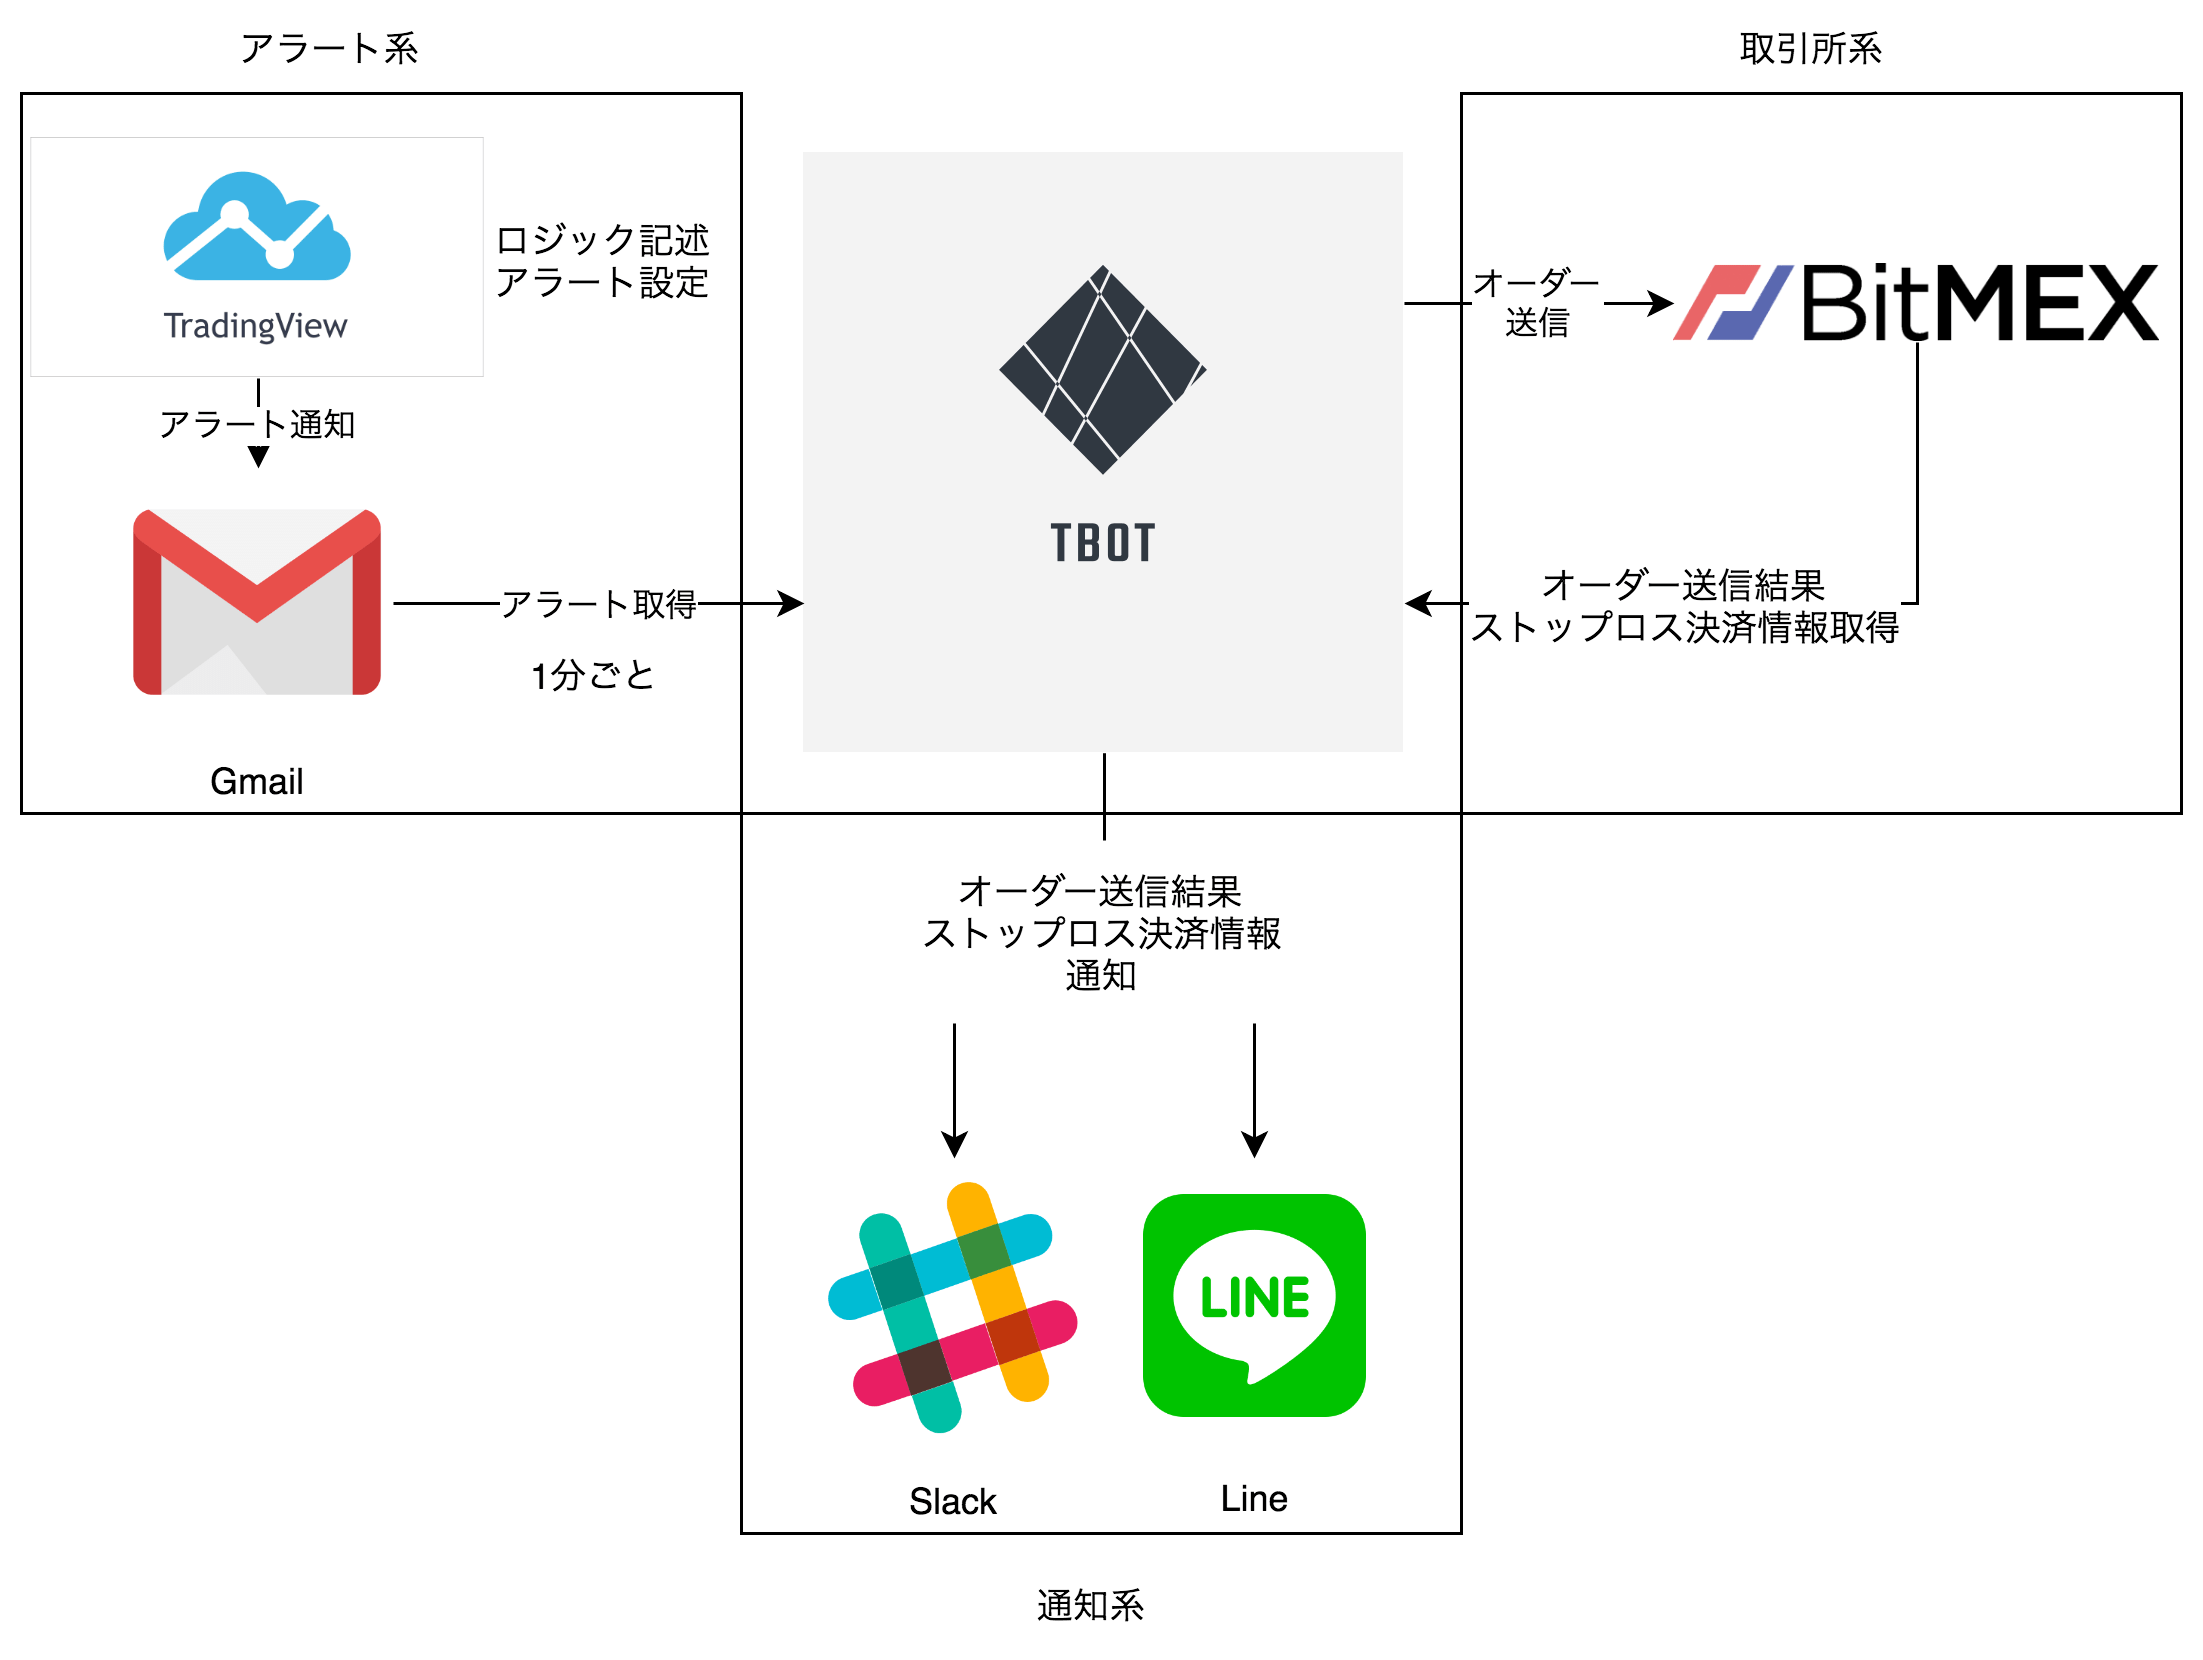 アラート系
取引所系
TradingView
ロジック記述
アラート設定
アラート通知
Gmail
アラート取得
1分ごと
TBOT
オーダー
送信
BitMEX
オーダー送信結果
ストップロス決済情報取得
オーダー送信結果
ストップロス決済情報
通知
LINE
Slack
Line
通知系